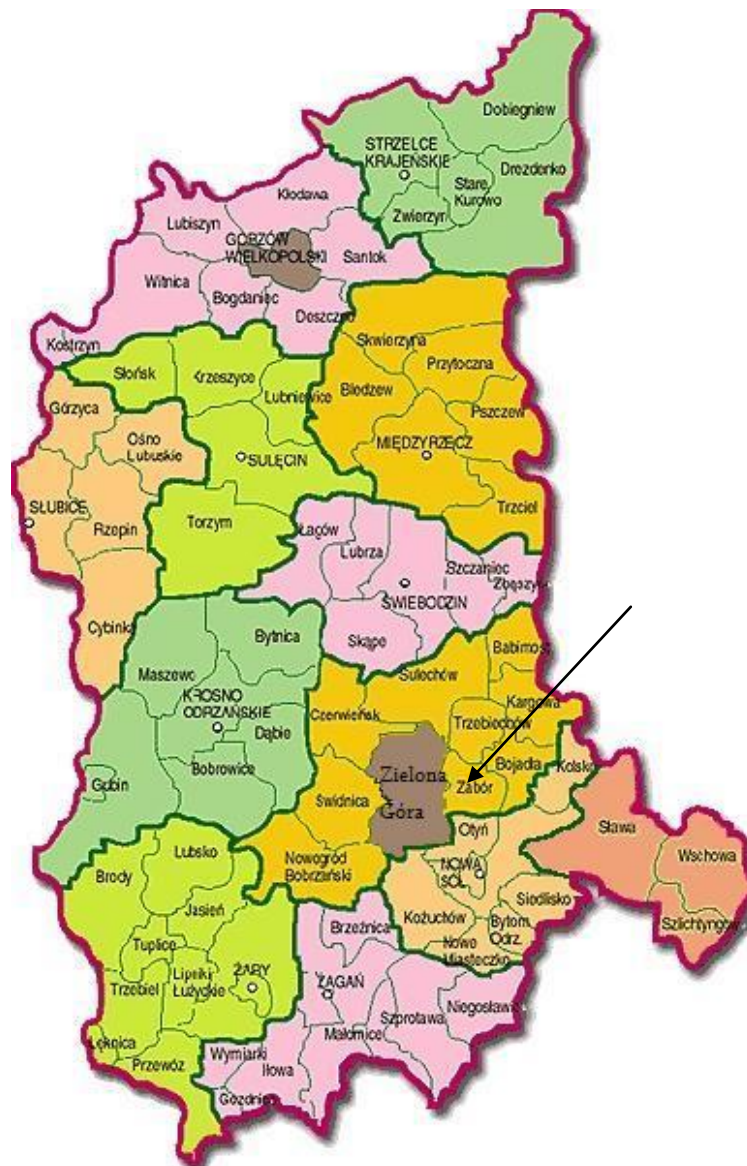 Dobiegniew
STRZELCE
KRAJEŃSKIE
Drezdenko
Stare
Kurowo
Zwierzyn
Kłodawa
Lubiszyn
GORZÓW
WIELKOPOLSKI
Santok
Witnica
Bogdaniec
Deszczno
Kostrzyn
Skwierzyna
Przytoczna
Słońsk
Krzeszyce
Bledzew
Lubniewice
Pszczew
Górzyca
Ośno
Lubuskie
MIĘDZYRZECZ
SULĘCIN
SŁUBICE
Trzciel
Rzepin
Torzym
Łagów
Lubrza
Szczaniec
Zbąszyn
ŚWIEBODZIN
Cybinka
Bytnica
Skąpe
Babimost
Maszewo
Sulechów
KROSNO
ODRZAŃSKIE
Kargowa
Czerwieńsk
Trzebiechów
Dąbie
Bojadła
Kolsko
Bobrowice
Zielona
Góra
Zabór
Gubin
Świdnica
Otyń
Sława
Lubsko
Wschowa
Brody
Nowogród
Bobrzański
NOWA
SÓL
Siedlisko
Jasień
Kożuchów
Bytom
Odrz.
Szlichtyngow
Brzeźnica
Tuplice
Nowe
Miasteczko
Lipniki
Łużyckie
ŻARY
Trzebiel
ŻAGAŃ
Niegosławie
Szprotawa
Małomice
Łęknica
Przewóz
Wymiarki
Iłowa
Gozdnica